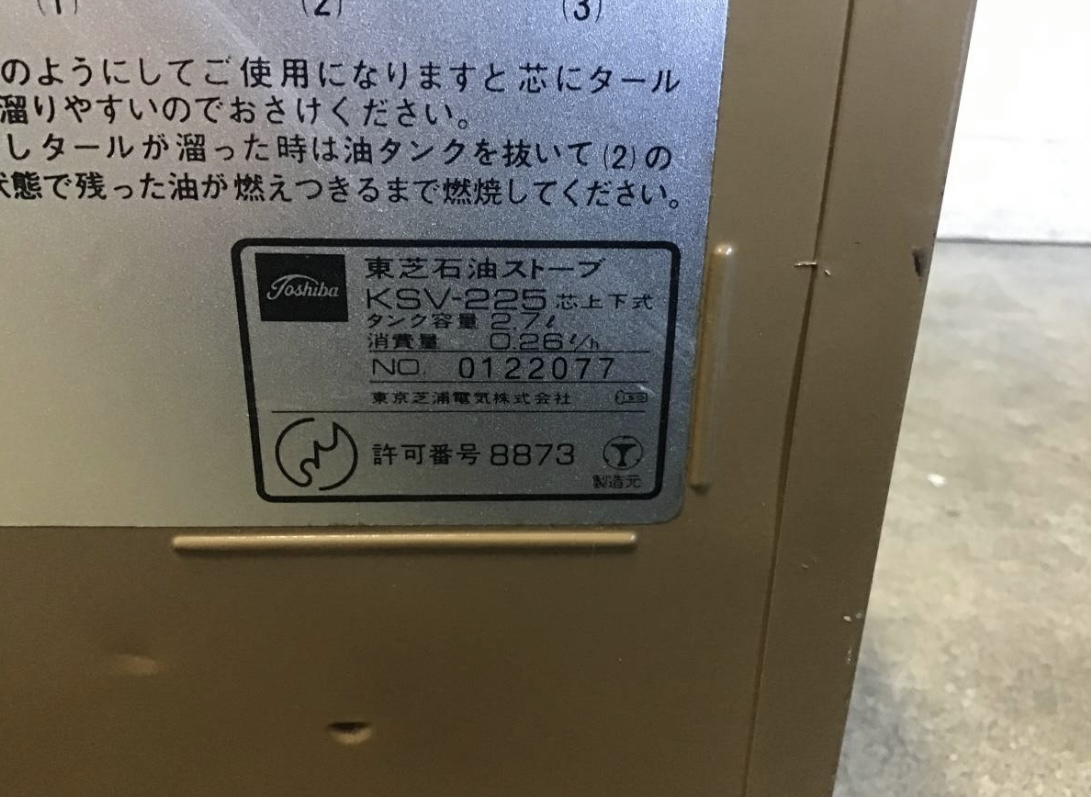 (1) (2) (3)
のようにしてご使用になりますと芯にタール
溜りやすいのでおさけください。
しタールが溜った時は油タンクを抜いて(2)の
状態で残った油が燃えつきるまで燃焼してください。
Toshiba
東芝石油ストーブ
KSV-225 芯上下式
タンク容量 2.7ℓ
消費量 0.26ℓ/h
NO. 0122077
東京芝浦電気株式会社
許可番号 8873
製造元